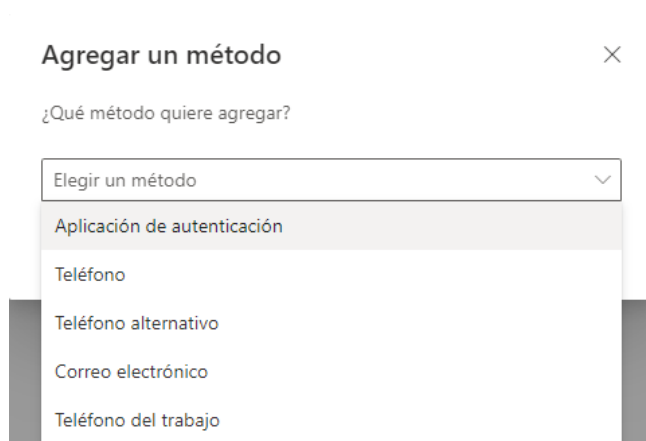 Agregar un método
¿Qué método quiere agregar?
Elegir un método
Aplicación de autenticación
Teléfono
Teléfono alternativo
Correo electrónico
Teléfono del trabajo